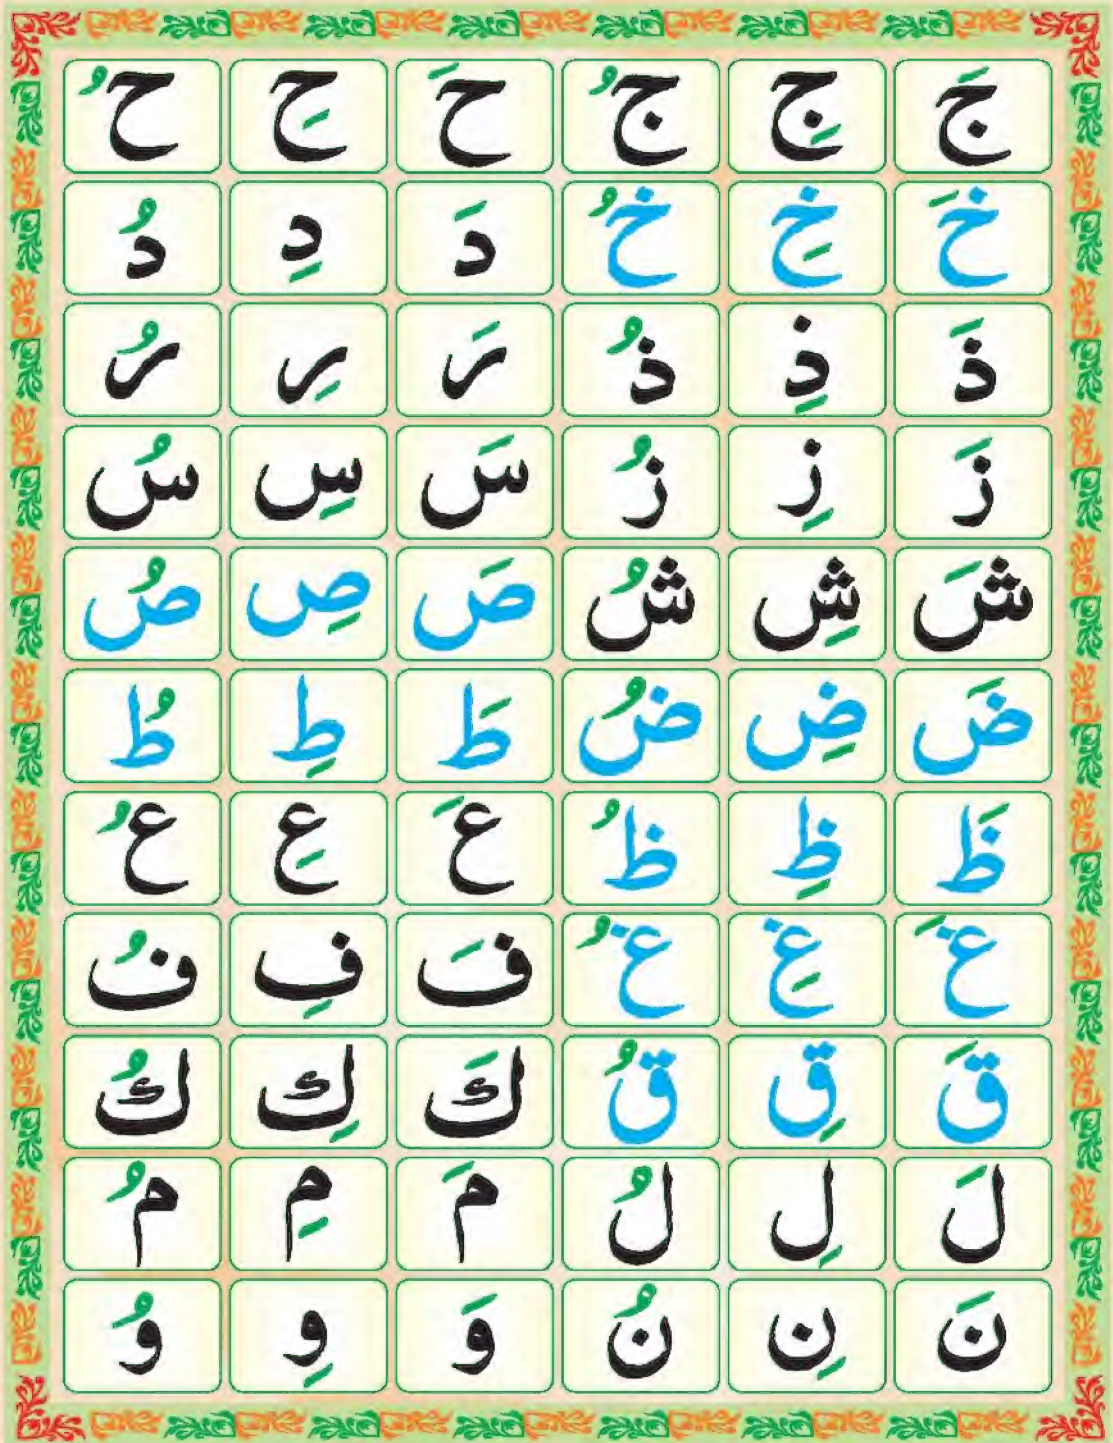 جَ جِ جُ حَ حِ حُ
خَ خِ خُ دَ دِ دُ
ذَ ذِ ذُ رَ رِ رُ
زَ زِ زُ سَ سِ سُ
شَ شِ شُ صَ صِ صُ
ضَ ضِ ضُ طَ طِ طُ
ظَ ظِ ظُ عَ عِ عُ
غَ غِ غُ فَ فِ فُ
قَ قِ قُ كَ كِ كُ
لَ لِ لُ مَ مِ مُ
نَ نِ نُ وَ وِ وُ